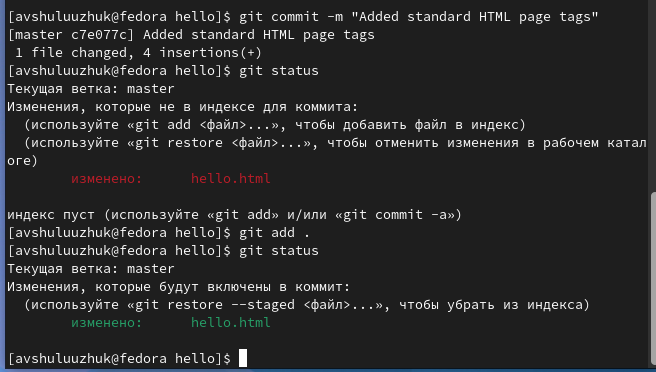 [avshuluuzhuk@fedora hello]$ git commit -m "Added standard HTML page tags"
[master c7e077c] Added standard HTML page tags
 1 file changed, 4 insertions(+)
[avshuluuzhuk@fedora hello]$ git status
Текущая ветка: master
Изменения, которые не в индексе для коммита:
  (используйте «git add <файл>...», чтобы добавить файл в индекс)
  (используйте «git restore <файл>...», чтобы отменить изменения в рабочем катал
оге)
        изменено:      hello.html
индекс пуст (используйте «git add» и/или «git commit -a»)
[avshuluuzhuk@fedora hello]$ git add .
[avshuluuzhuk@fedora hello]$ git status
Текущая ветка: master
Изменения, которые будут включены в коммит:
  (используйте «git restore --staged <файл>...», чтобы убрать из индекса)
        изменено:      hello.html
[avshuluuzhuk@fedora hello]$